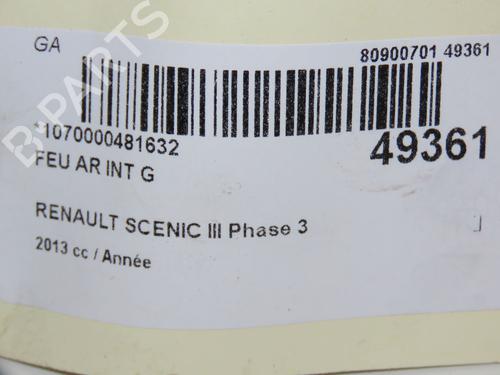 GA
80900701 49361
*1070000481632
49361
FEU AR INT G
RENAULT SCENIC III Phase 3
2013 cc / Année
B-PARTS